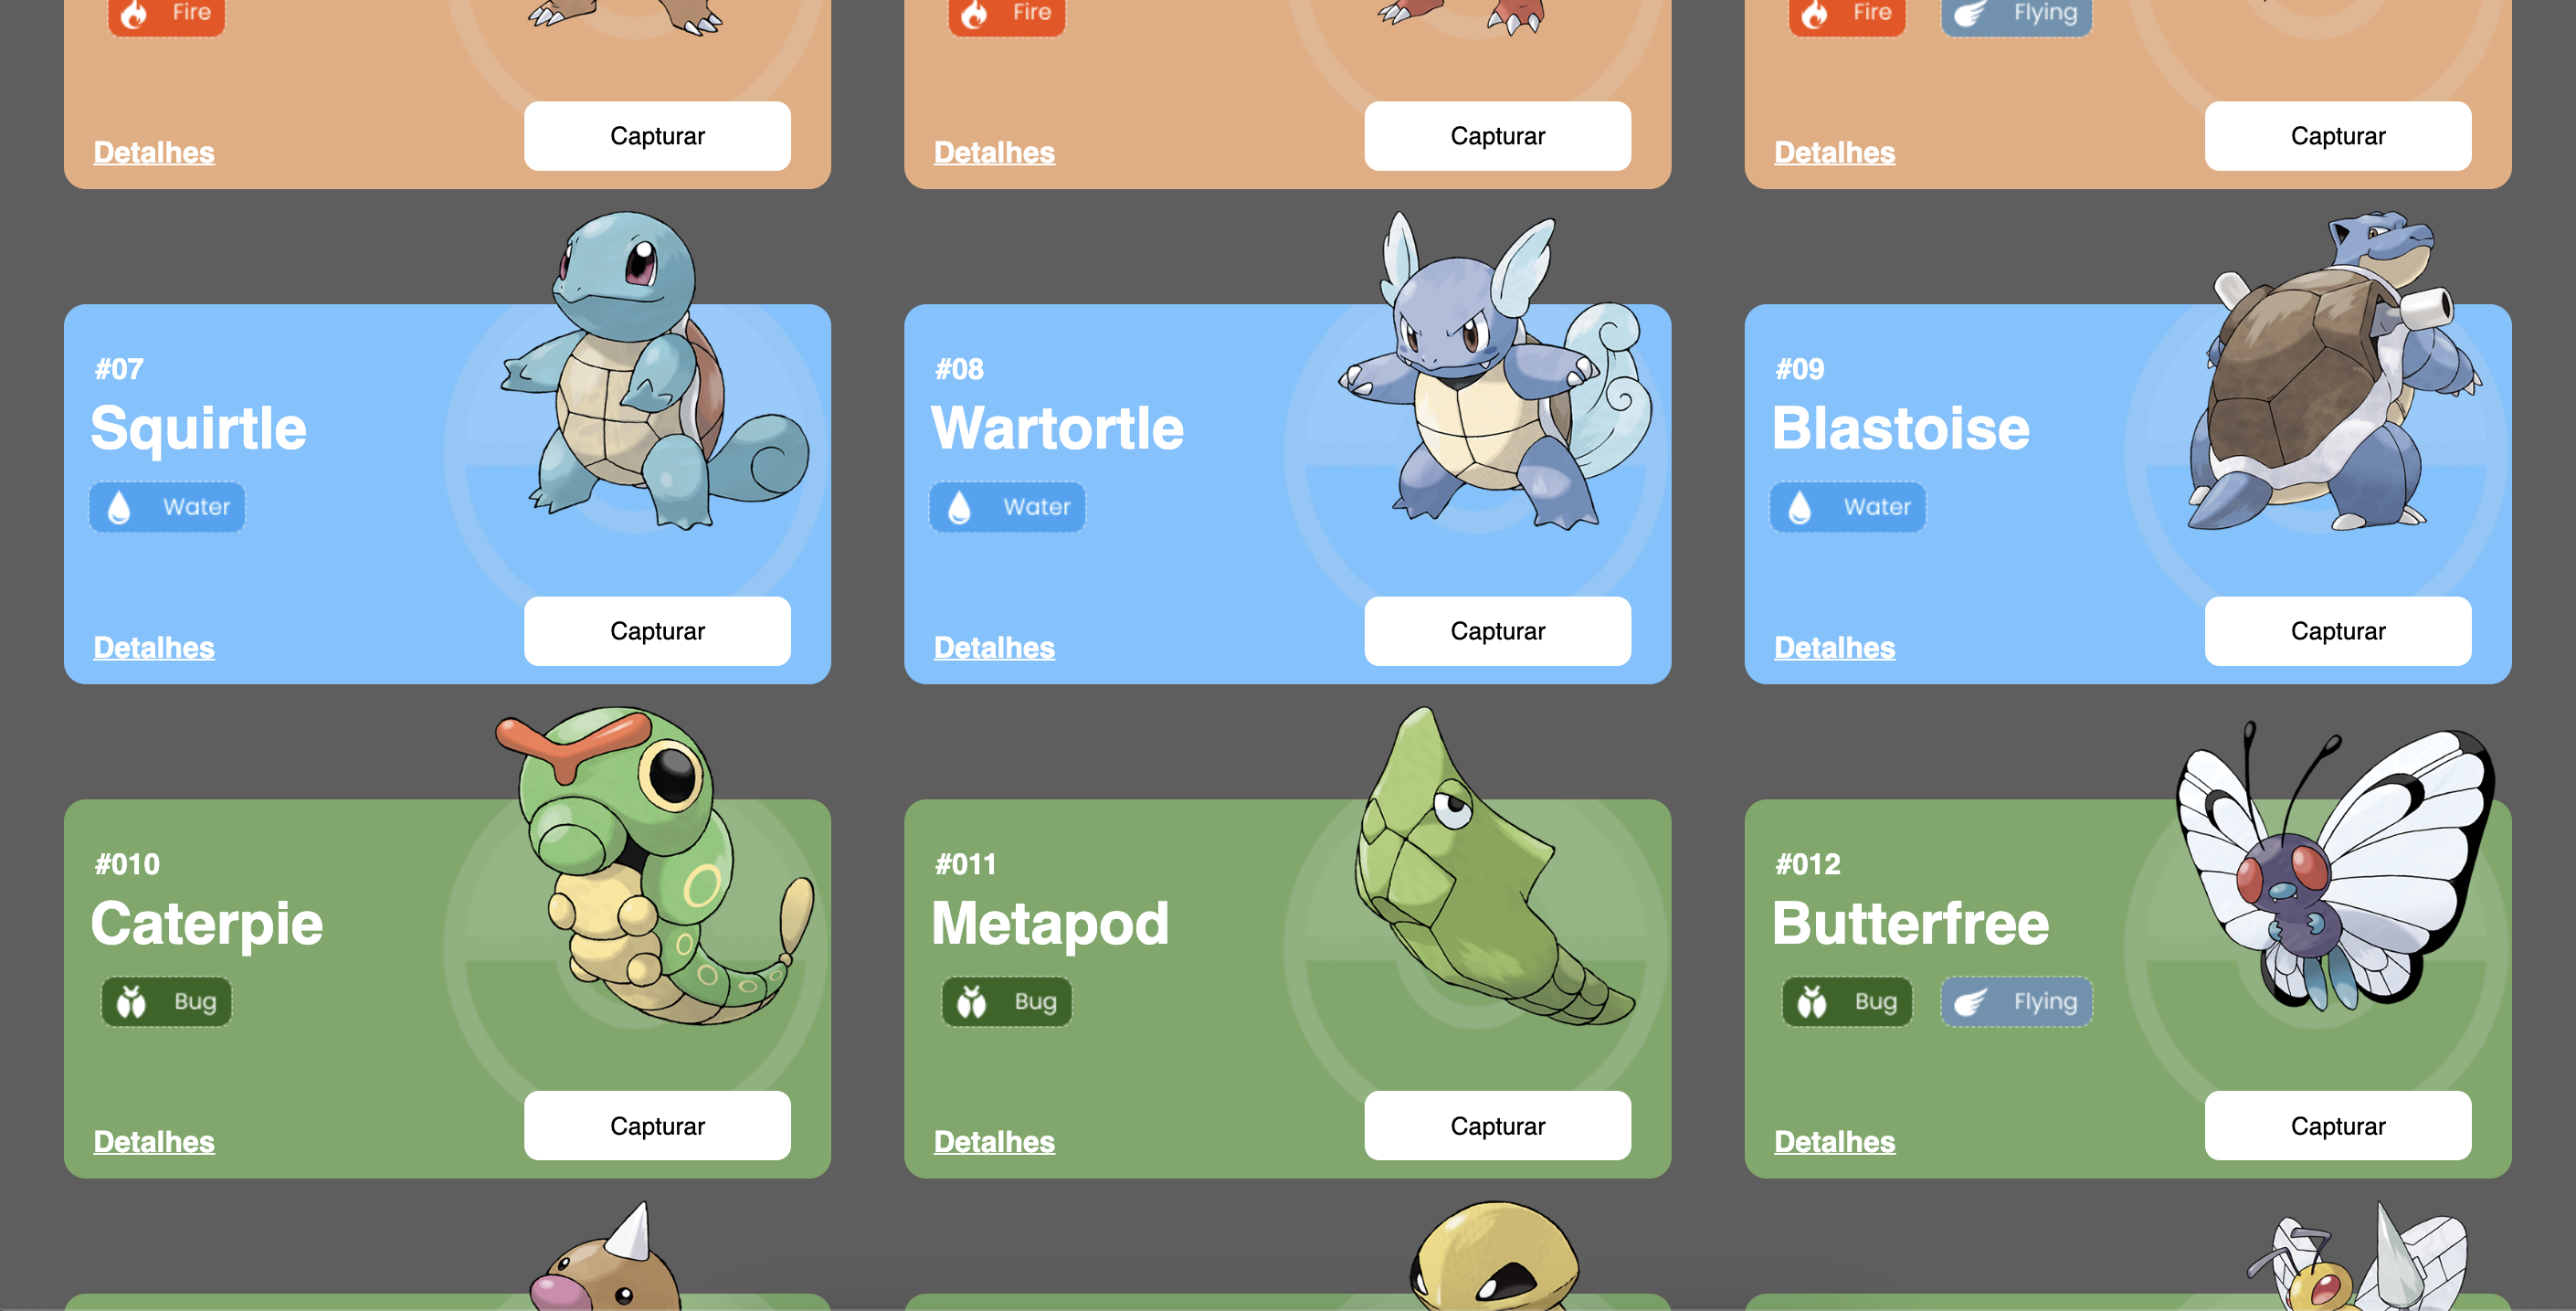 Fire
Fire
Fire Flying
Capturar
Capturar
Capturar
Detalhes
Detalhes
Detalhes
#07
#08
#09
Squirtle
Wartortle
Blastoise
Water
Water
Water
Capturar
Capturar
Capturar
Detalhes
Detalhes
Detalhes
#010
#011
#012
Caterpie
Metapod
Butterfree
Bug
Bug
Bug Flying
Capturar
Capturar
Capturar
Detalhes
Detalhes
Detalhes